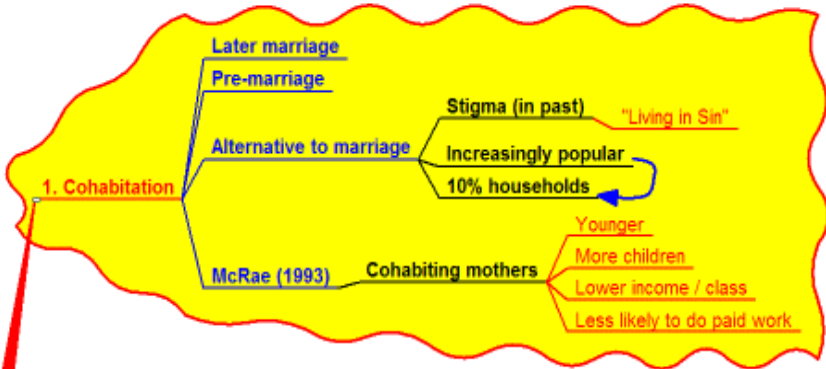 1. Cohabitation
Later marriage
Pre-marriage
Alternative to marriage
Stigma (in past)
"Living in Sin"
Increasingly popular
10% households
McRae (1993)
Cohabiting mothers
Younger
More children
Lower income / class
Less likely to do paid work